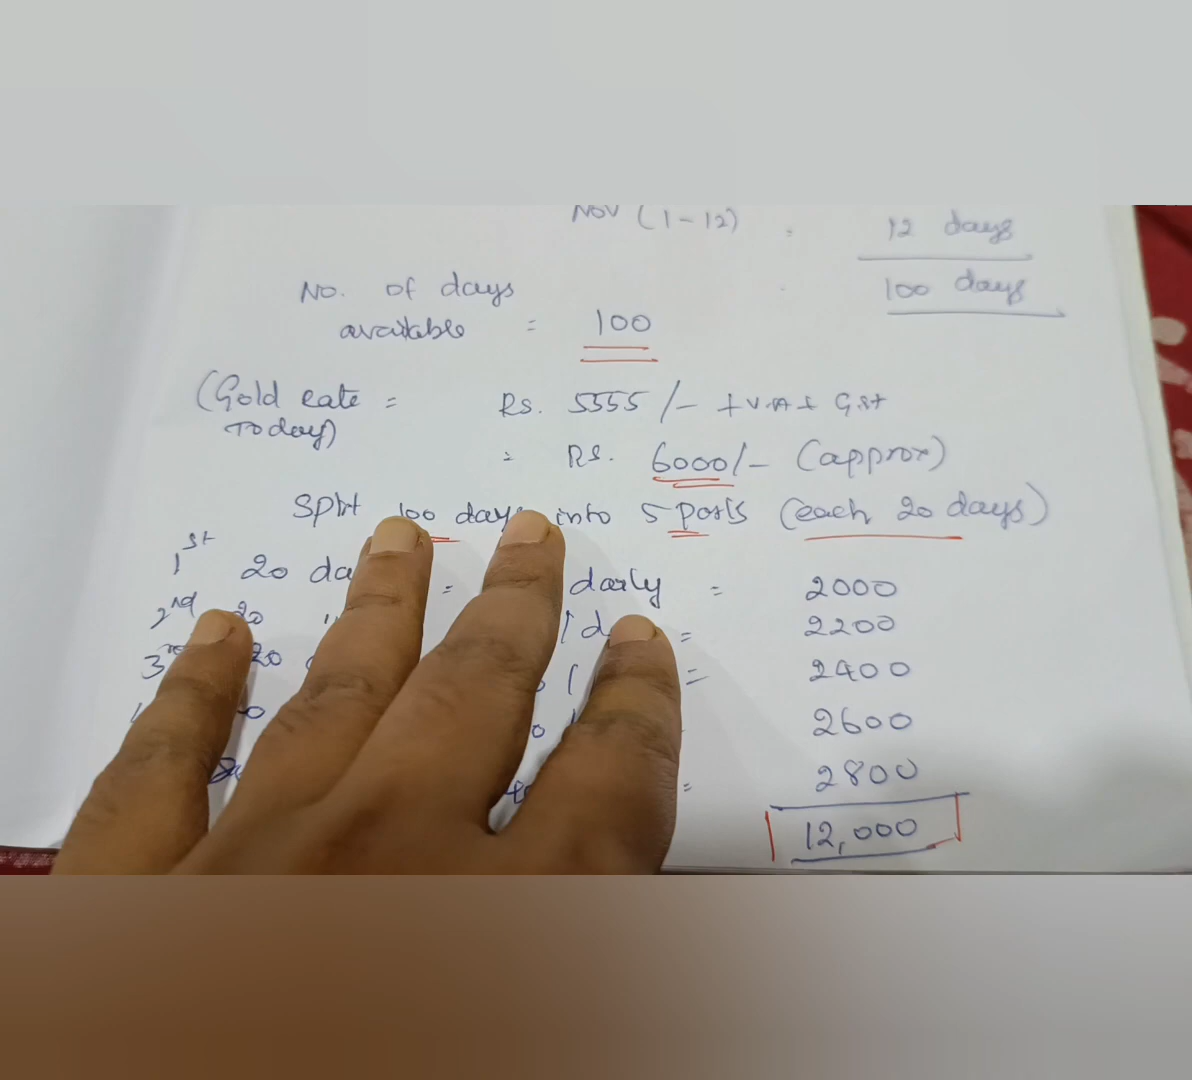 Nov (1-12) = 12 days
100 days
No. of days
available = 100
(Gold rate = Rs. 5555/- + V.A + G.S.T
Today)
= Rs. 6000/- (approx)
Split 100 days into 5 parts (each 20 days)
1st 20 da = daily = 2000
2nd 20 " /d = 2200
3rd 20 / = 2400
2600
= 2800
12,000